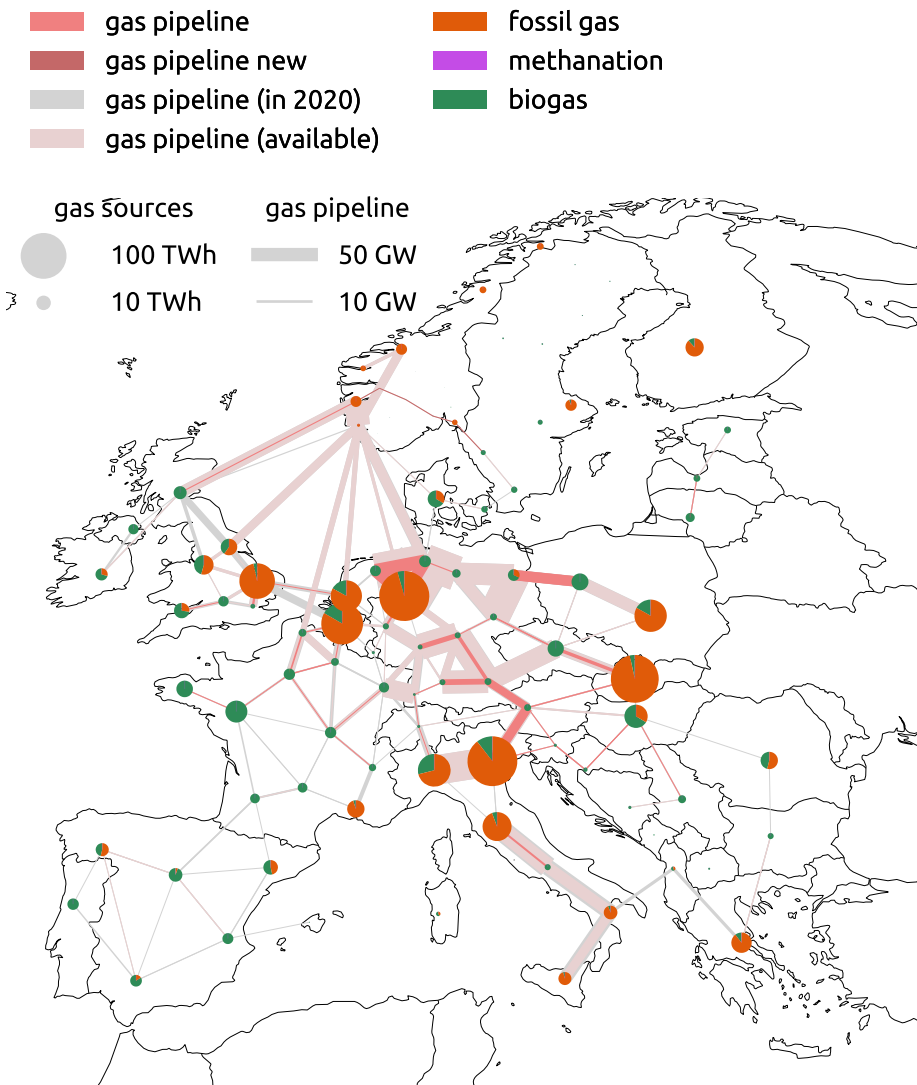 gas pipeline
gas pipeline new
gas pipeline (in 2020)
gas pipeline (available)
fossil gas
methanation
biogas
gas sources
100 TWh
10 TWh
gas pipeline
50 GW
10 GW